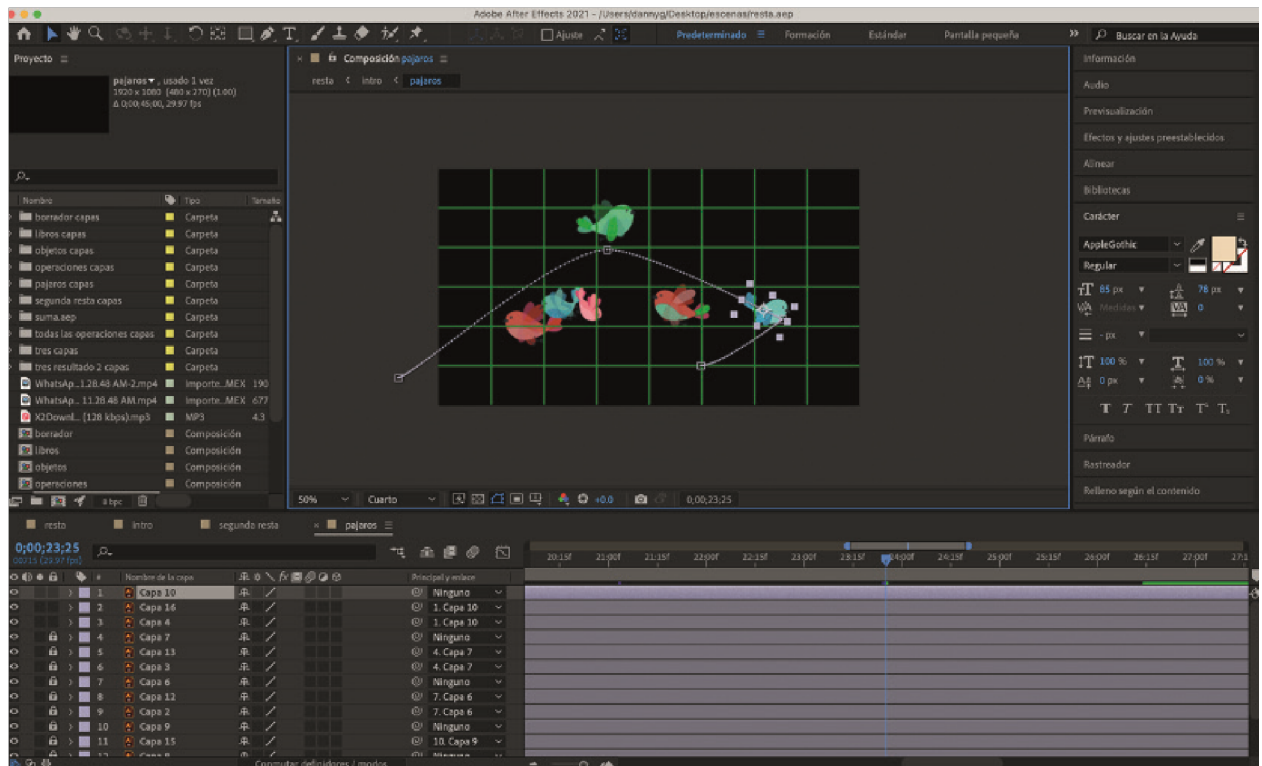 Adobe After Effects 2021 - /Users/dannyg/Desktop/escenas/resta.aep
Ajuste
Predeterminado
Formación
Estándar
Pantalla pequeña
Buscar en la Ayuda
Proyecto
pajaros , usado 1 vez
1920 x 1080 (480 x 270) (1.00)
Δ 0;00;45;00, 29.97 fps
Composición pajaros
resta
intro
pajaros
Nombre
Tipo
Tamaño
borrador capas Carpeta
libros capas Carpeta
objetos capas Carpeta
operaciones capas Carpeta
pajaros capas Carpeta
segunda resta capas Carpeta
suma.aep Carpeta
todas las operaciones capas Carpeta
tres capas Carpeta
tres resultado 2 capas Carpeta
WhatsAp...1.28.48 AM-2.mp4 Importe...MEX 190
WhatsAp... 11.28.48 AM.mp4 Importe...MEX 677
X2Downl... (128 kbps).mp3 MP3 4.3
borrador Composición
libros Composición
objetos Composición
operaciones Composición
8 bpc
50%
Cuarto
+0.0
0;00;23;25
Información
Audio
Previsualización
Efectos y ajustes preestablecidos
Alinear
Bibliotecas
Carácter
AppleGothic
Regular
85 px
78 px
Medidas
0
- px
100 %
100 %
0 px
0 %
T T TT Tт T' T,
Párrafo
Rastreador
Relleno según el contenido
resta
intro
segunda resta
pajaros
0;00;23;25
00715 (29.97 fps)
20:15f 21:00f 21:15f 22:00f 22:15f 23:00f 23:15f 24:00f 24:15f 25:00f 25:15f 26:00f 26:15f 27:00f 27:1
# Nombre de la capa
Principal y enlace
1 Capa 10 Ninguno
2 Capa 16 1. Capa 10
3 Capa 4 1. Capa 10
4 Capa 7 Ninguno
5 Capa 13 4. Capa 7
6 Capa 3 4. Capa 7
7 Capa 6 Ninguno
8 Capa 12 7. Capa 6
9 Capa 2 7. Capa 6
10 Capa 9 Ninguno
11 Capa 15 10. Capa 9
Conmutar definidores / modos